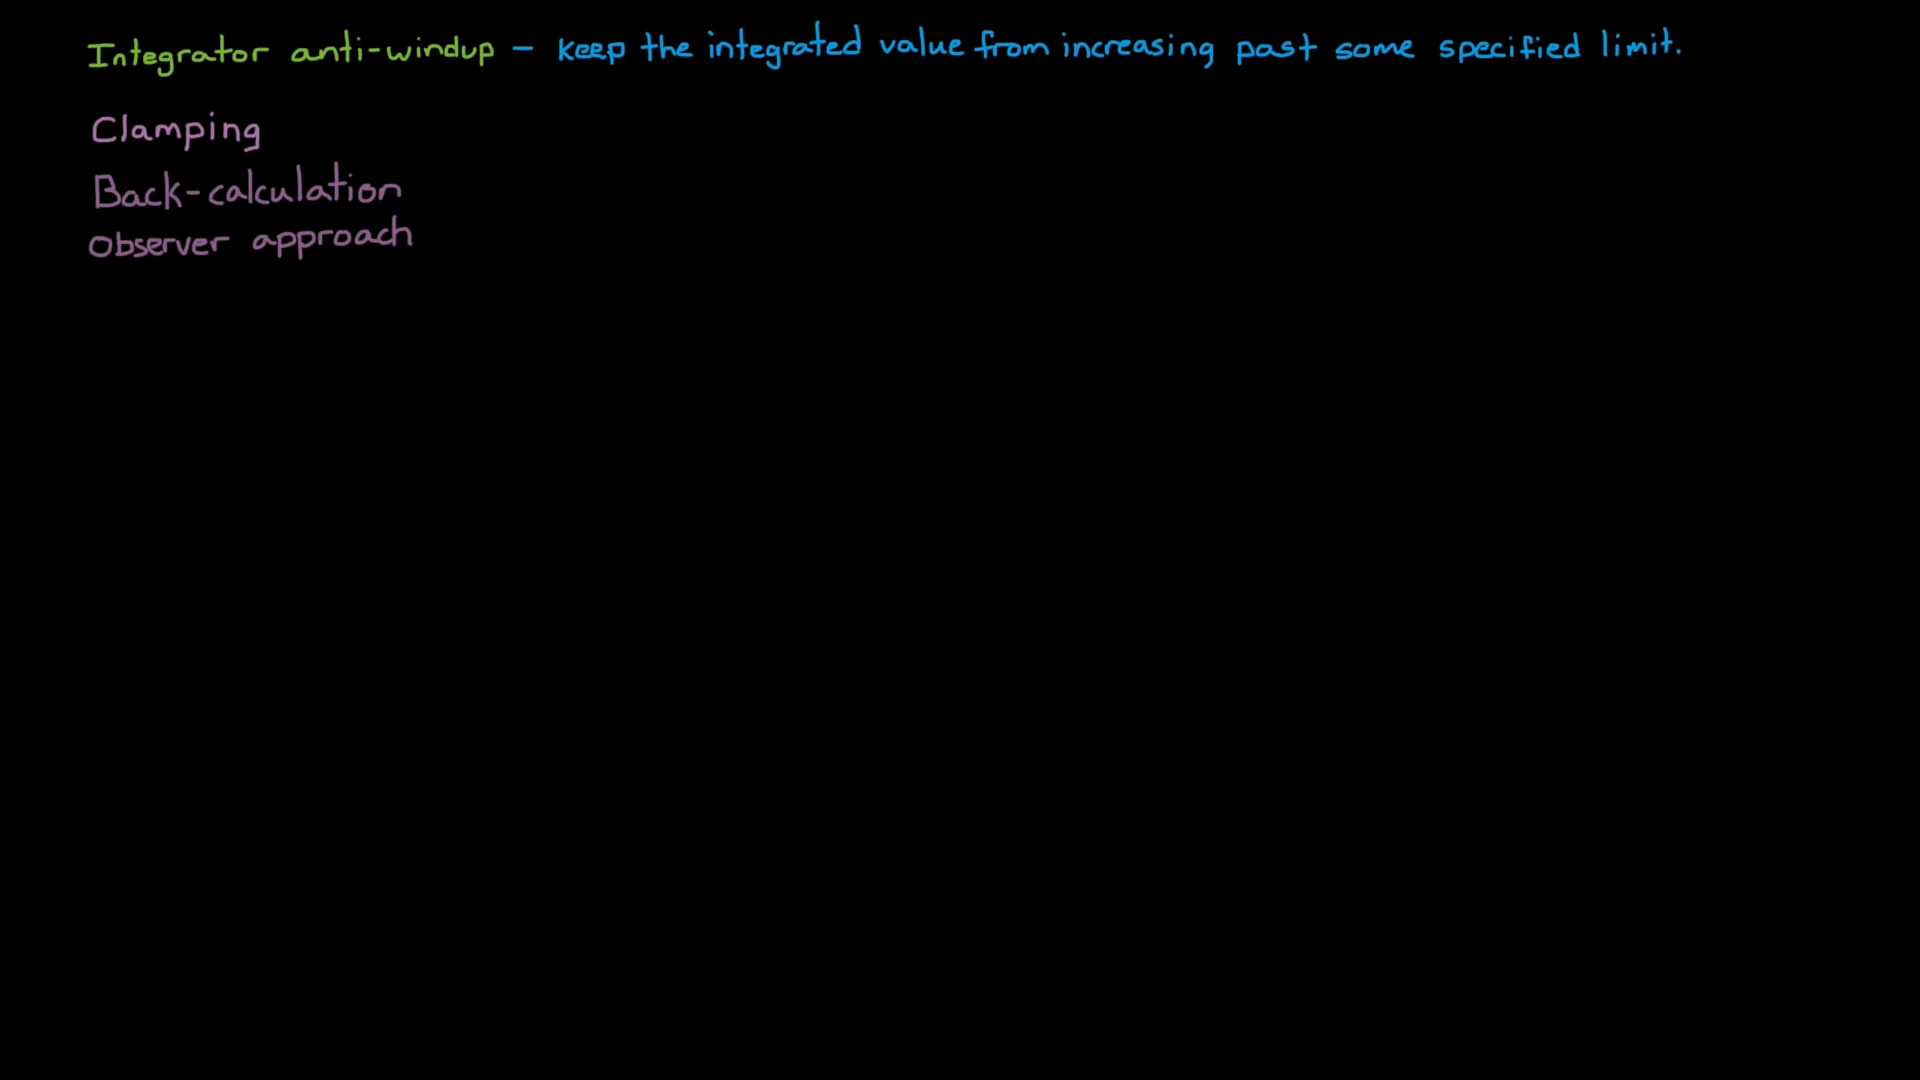 Integrator anti-windup — keep the integrated value from increasing past some specified limit.
Clamping
Back-calculation
Observer approach